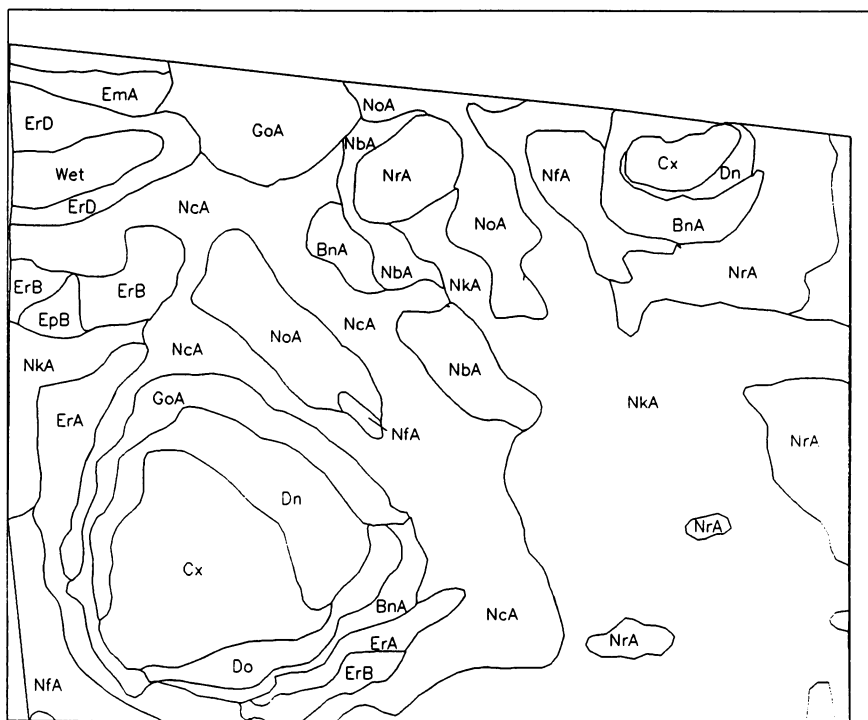 EmA
NoA
ErD
GoA
NbA
Cx
Dn
Wet
NrA
NfA
ErD
NcA
NoA
BnA
BnA
NbA
NrA
ErB
ErB
NkA
EpB
NcA
NoA
NcA
NkA
NbA
GoA
NkA
ErA
NfA
NrA
Dn
NrA
Cx
BnA
NcA
ErA
NrA
Do
ErB
NfA